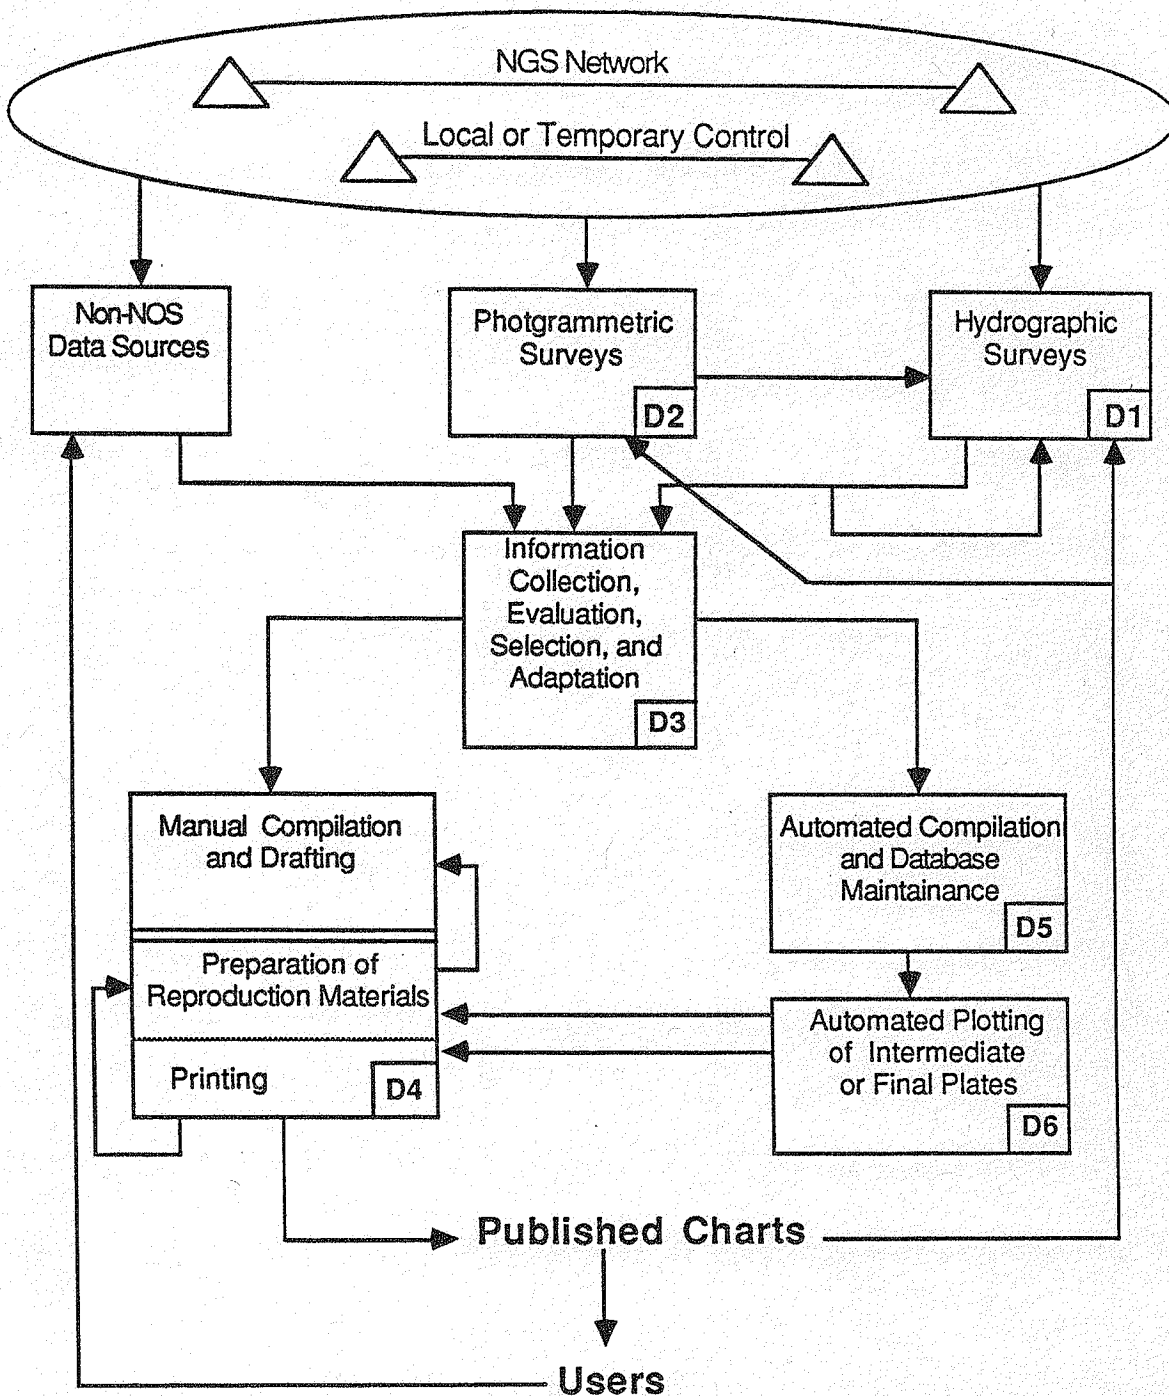 NGS Network
Local or Temporary Control
Non-NOS
Data Sources
Photgrammetric
Surveys
D2
Hydrographic
Surveys
D1
Information
Collection,
Evaluation,
Selection, and
Adaptation
D3
Manual Compilation
and Drafting
Preparation of
Reproduction Materials
Printing
D4
Automated Compilation
and Database
Maintainance
D5
Automated Plotting
of Intermediate
or Final Plates
D6
Published Charts
Users